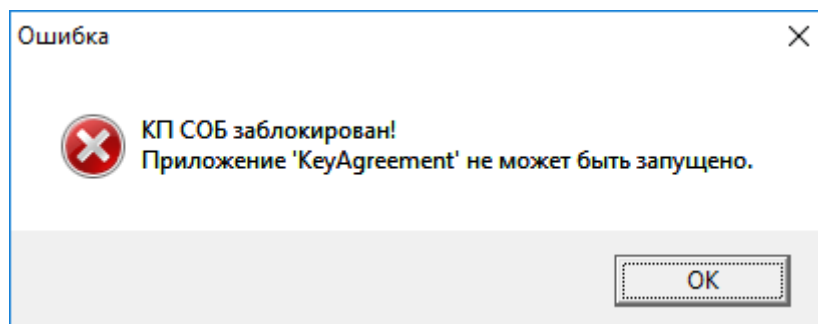 Ошибка
КП СОБ заблокирован!
Приложение 'KeyAgreement' не может быть запущено.
OK